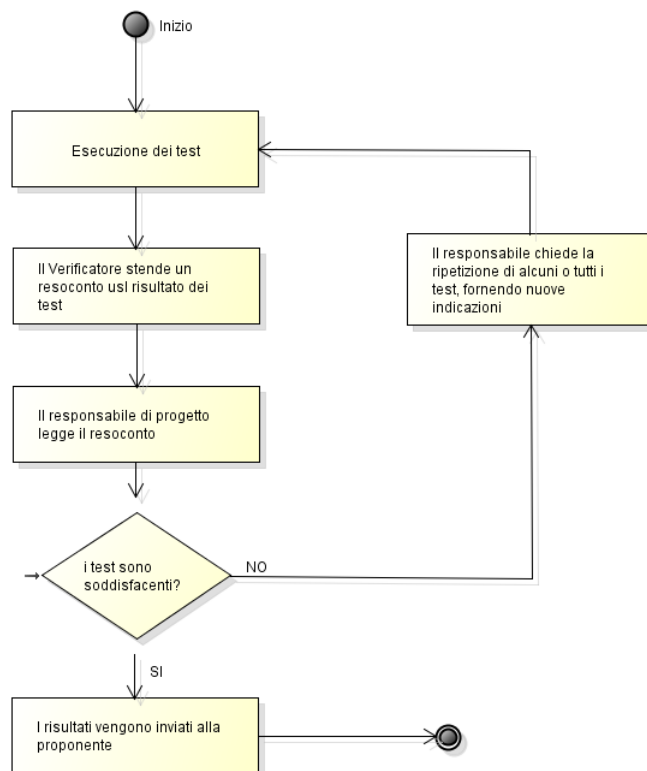 Inizio
Esecuzione dei test
Il Verificatore stende un
resoconto usl risultato dei
test
Il responsabile chiede la
ripetizione di alcuni o tutti i
test, fornendo nuove
indicazioni
Il responsabile di progetto
legge il resoconto
i test sono
soddisfacenti?
NO
SI
I risultati vengono inviati alla
proponente